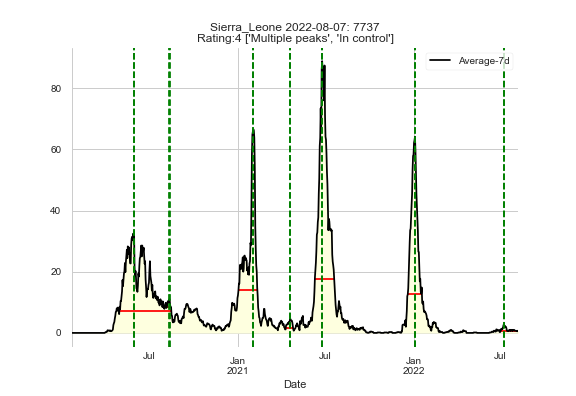 Sierra_Leone 2022-08-07: 7737
Rating:4 ['Multiple peaks', 'In control']
Average-7d
80
60
40
20
0
Jul
Jan
2021
Jul
Jan
2022
Jul
Date